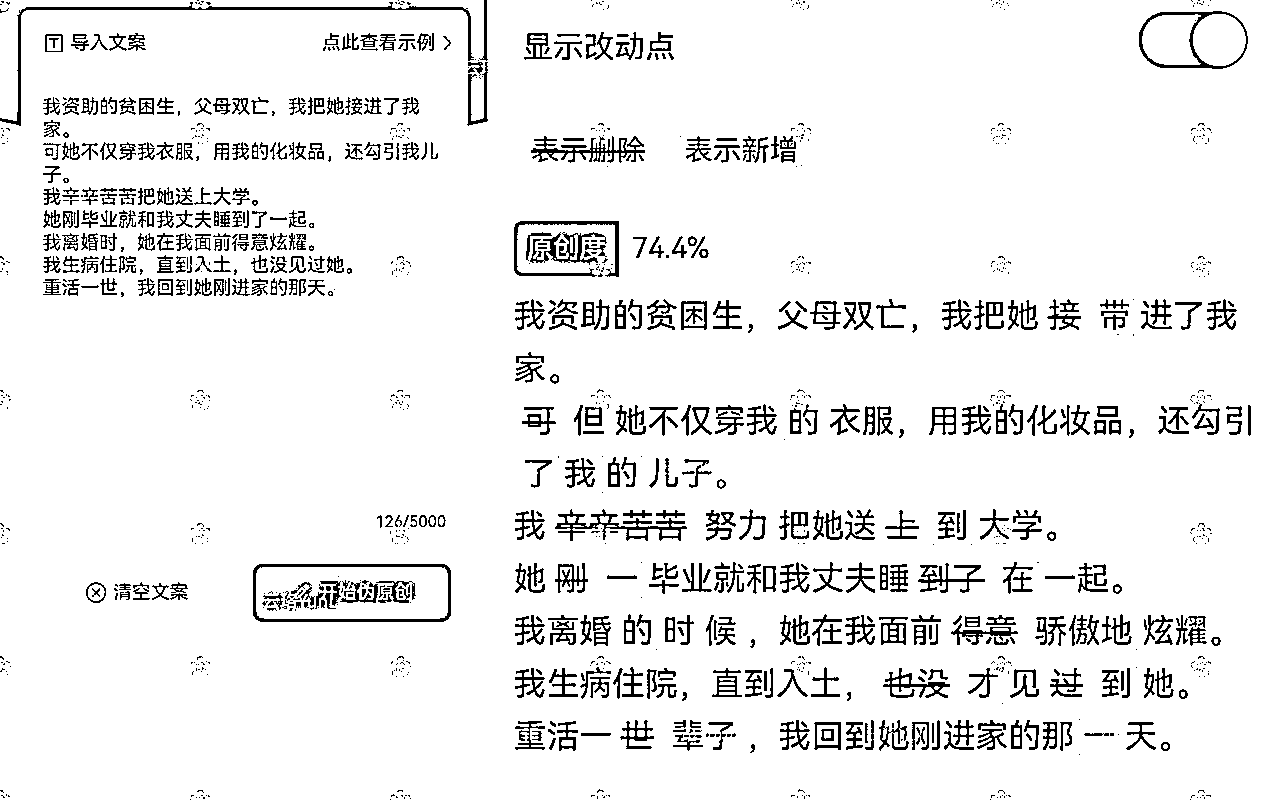 导入文案
点此查看示例 >
我资助的贫困生，父母双亡，我把她接进了我
家。
可她不仅穿我衣服，用我的化妆品，还勾引我儿
子。
我辛辛苦苦把她送上大学。
她刚毕业就和我丈夫睡到了一起。
我离婚时，她在我面前得意炫耀。
我生病住院，直到入土，也没见过她。
重活一世，我回到她刚进家的那天。
126/5000
清空文案
开始伪原创
显示改动点
表示删除 表示新增
原创度 74.4%
我资助的贫困生，父母双亡，我把她 接 带 进了我
家。
可 但 她不仅穿我 的 衣服，用我的化妆品，还勾引
了 我 的 儿子。
我 辛辛苦苦 努力 把她送 上 到 大学。
她 刚 一 毕业就和我丈夫睡 到了 在 一起。
我离婚 的 时 候 ，她在我面前 得意 骄傲地 炫耀。
我生病住院，直到入土， 也没 才 见 过 到 她。
重活一 世 辈子 ，我回到她刚进家的那 一 天。